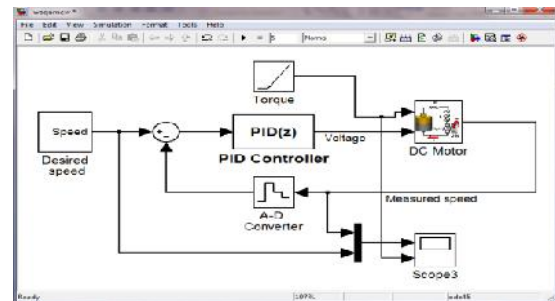 File Edit View Simulation Format Tools Help
Torque
Speed
Desired
speed
PID(z)
PID Controller
Voltage
DC Motor
A-D
Converter
Measured speed
Scope3
Ready